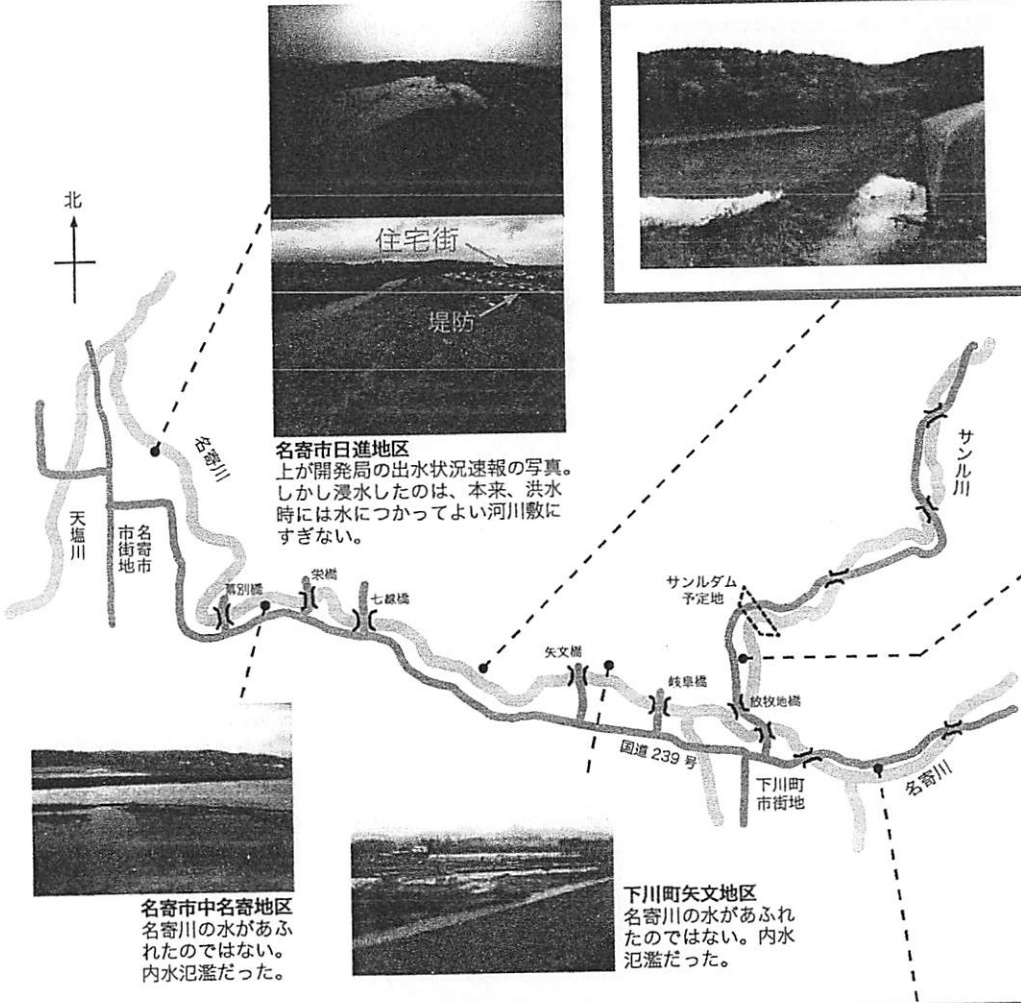 住宅街
堤防
北
名寄市日進地区
上が開発局の出水状況速報の写真。
しかし浸水したのは、本来、洪水
時には水につかってよい河川敷に
すぎない。
名寄川
天塩川
名寄市
市街地
幕別橋
栄橋
七線橋
矢文橋
岐阜橋
放牧地橋
サンルダム
予定地
サンル川
国道 239 号
下川町
市街地
名寄川
名寄市中名寄地区
名寄川の水があふ
れたのではない。
内水氾濫だった。
下川町矢文地区
名寄川の水があふれ
たのではない。内水
氾濫だった。